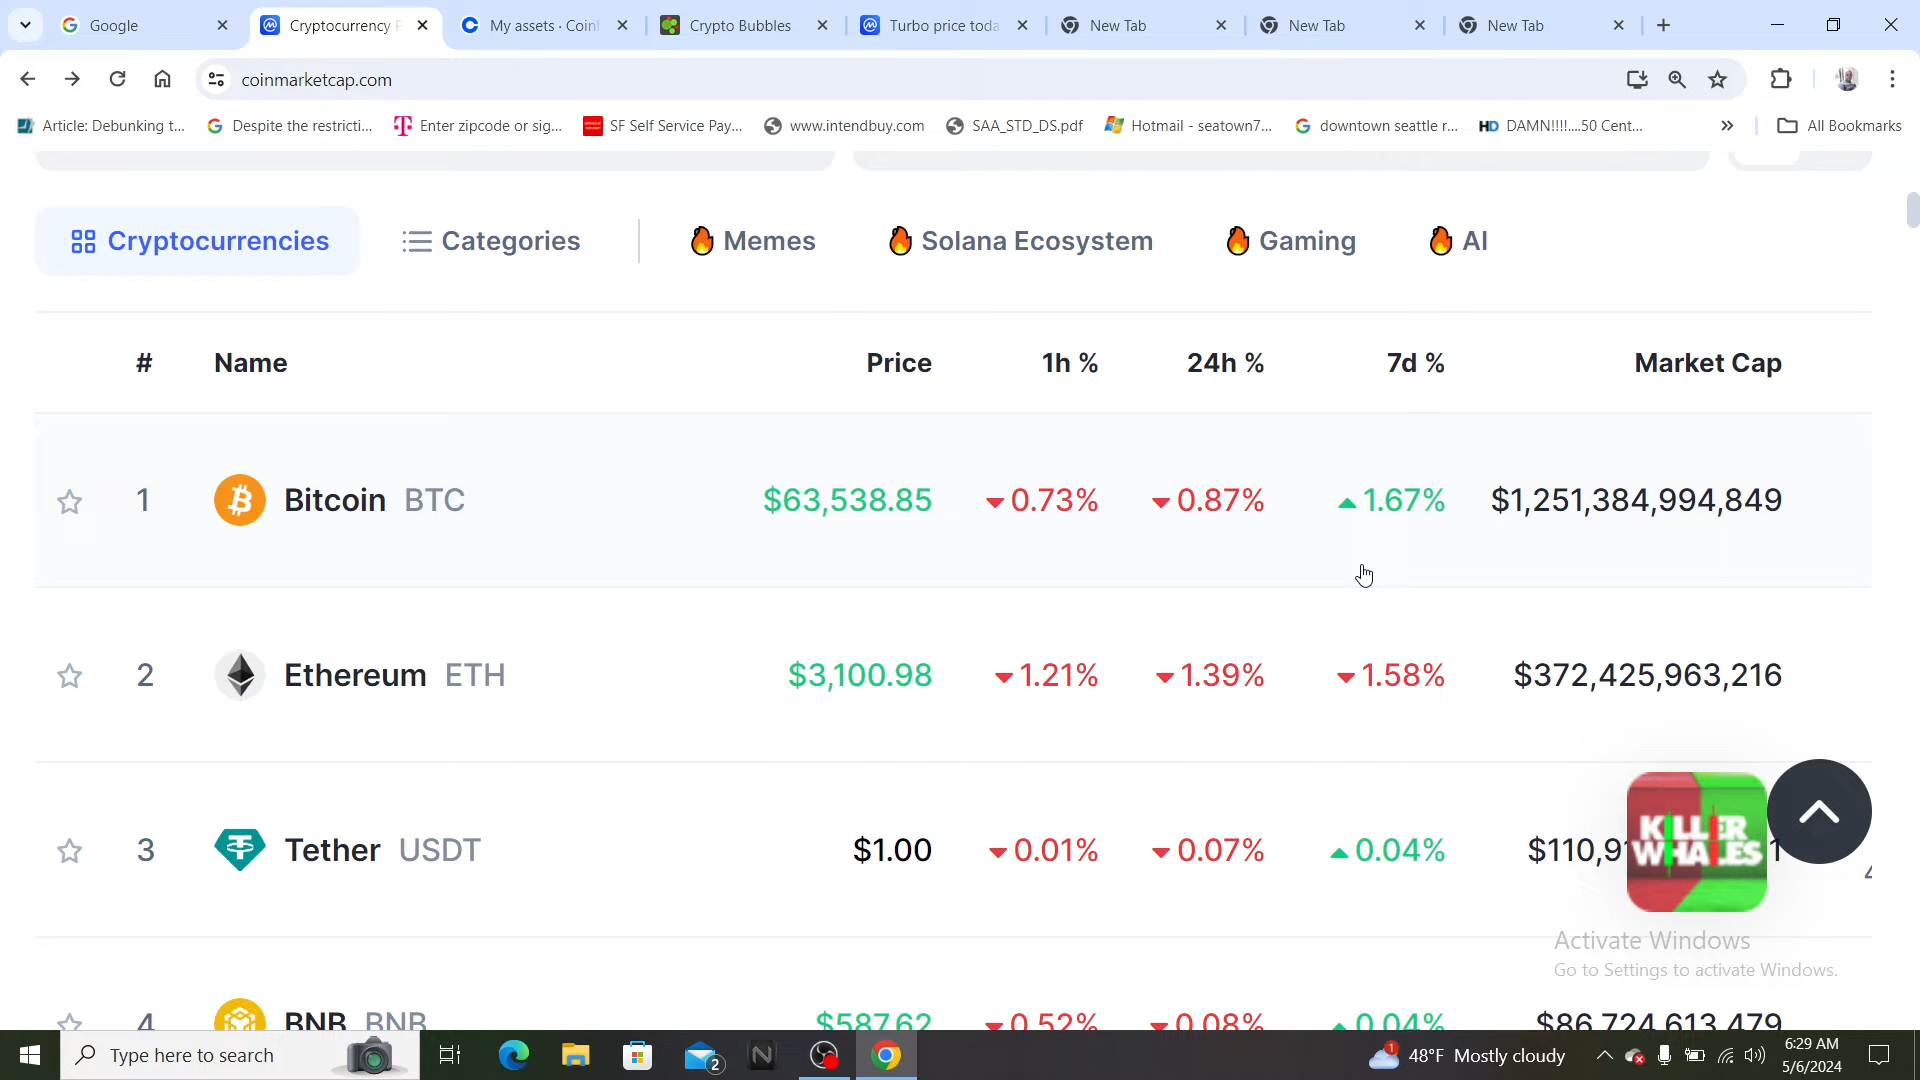 Google
Cryptocurrency P
My assets · Coin
Crypto Bubbles
Turbo price toda
New Tab
New Tab
New Tab
coinmarketcap.com
Article: Debunking t...
Despite the restricti...
Enter zipcode or sig...
SF Self Service Pay...
www.intendbuy.com
SAA_STD_DS.pdf
Hotmail - seatown7...
downtown seattle r...
HD DAMN!!!!....50 Cent...
All Bookmarks
Cryptocurrencies
Categories
Memes
Solana Ecosystem
Gaming
AI
# Name Price 1h % 24h % 7d % Market Cap
1 Bitcoin BTC $63,538.85 0.73% 0.87% 1.67% $1,251,384,994,849
2 Ethereum ETH $3,100.98 1.21% 1.39% 1.58% $372,425,963,216
3 Tether USDT $1.00 0.01% 0.07% 0.04% $110,9
KILLER
WHALES
Activate Windows
Go to Settings to activate Windows.
4 BNB BNB $587.62 0.52% 0.08% 0.04% $86,724,613,479
Type here to search
2
1
48°F Mostly cloudy
6:29 AM
5/6/2024